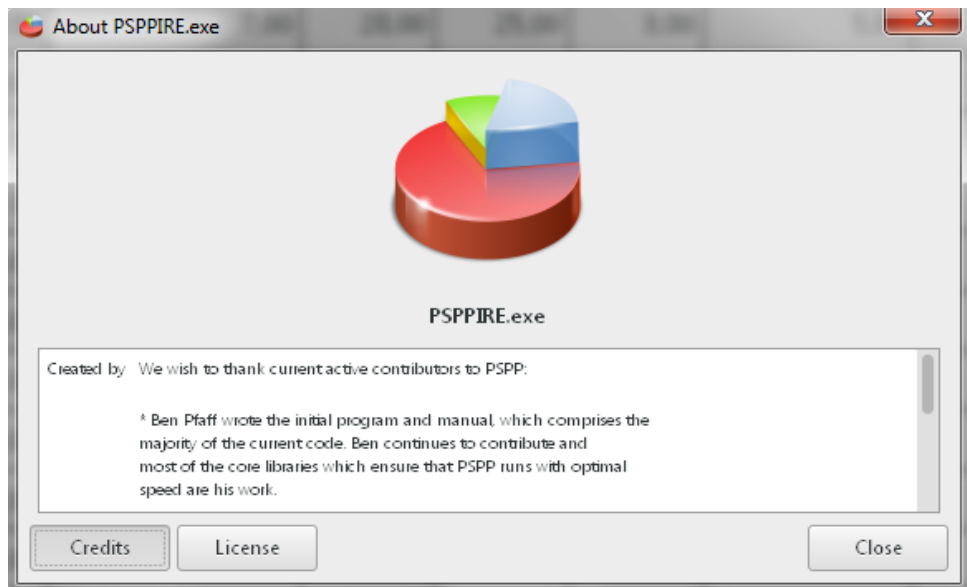 About PSPPIRE.exe
PSPPIRE.exe
Created by We wish to thank current active contributors to PSPP:
* Ben Pfaff wrote the initial program and manual, which comprises the
majority of the current code. Ben continues to contribute and
most of the core libraries which ensure that PSPP runs with optimal
speed are his work.
Credits License Close